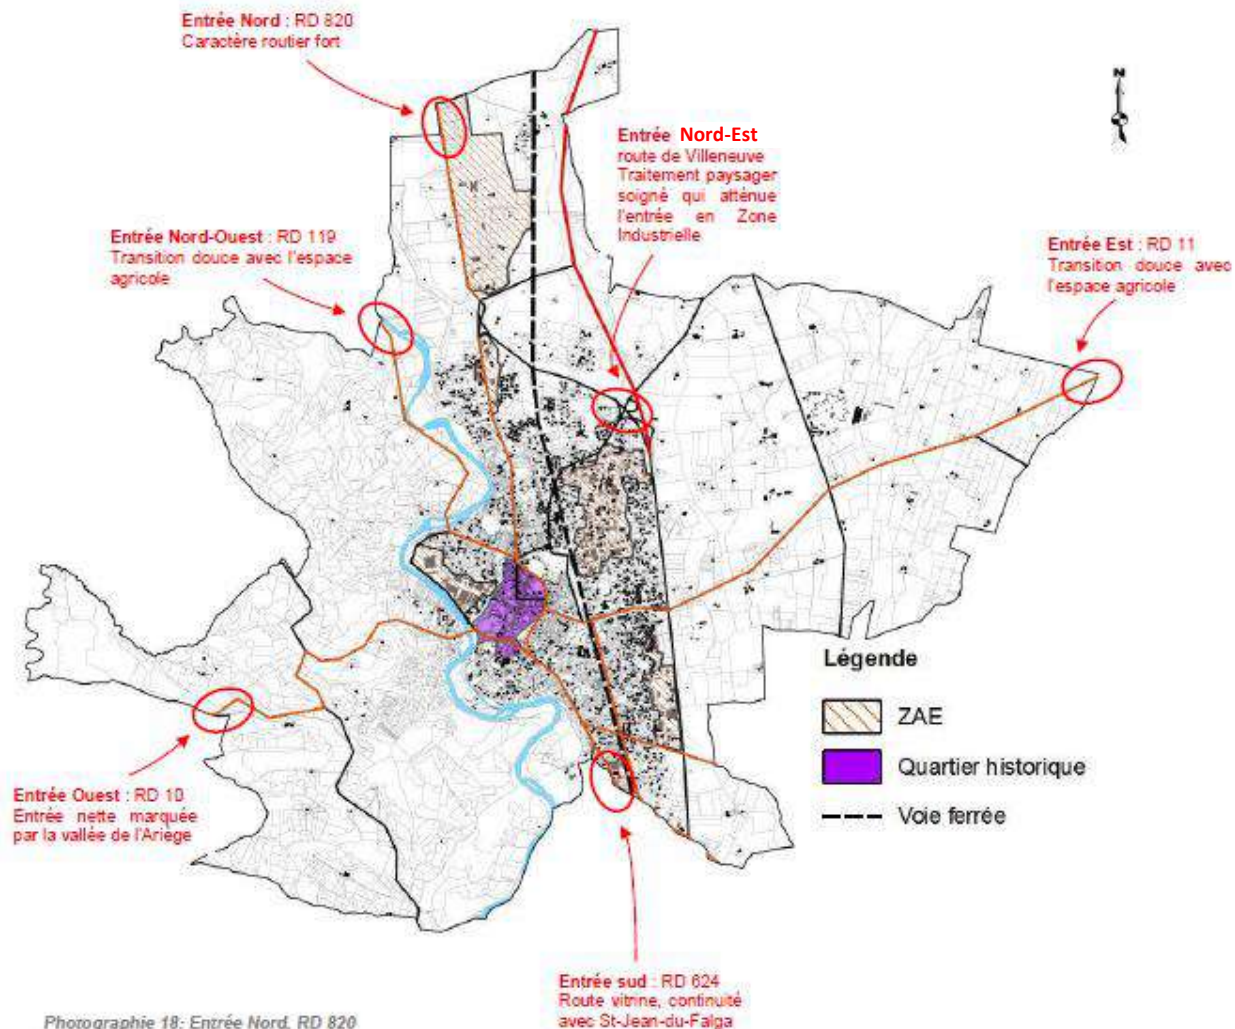 Entrée Nord : RD 820
Caractère routier fort
N
Entrée Nord-Est
route de Villeneuve
Traitement paysager
soigné qui atténue
l'entrée en Zone
Industrielle
Entrée Nord-Ouest : RD 119
Transition douce avec l'espace
agricole
Entrée Est : RD 11
Transition douce avec
l'espace agricole
Légende
ZAE
Quartier historique
Voie ferrée
Entrée Ouest : RD 10
Entrée nette marquée
par la vallée de l'Ariège
Entrée sud : RD 624
Route vitrine, continuité
avec St-Jean-du-Falga
Photographie 18: Entrée Nord, RD 820